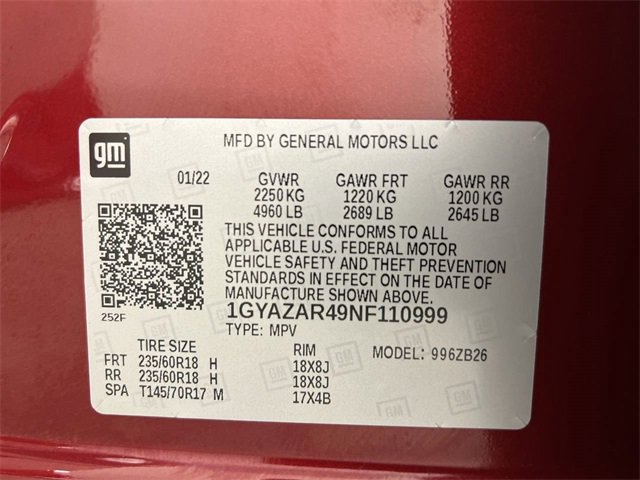 gm
MFD BY GENERAL MOTORS LLC
01/22 GVWR GAWR FRT GAWR RR
2250 KG 1220 KG 1200 KG
4960 LB 2689 LB 2645 LB
THIS VEHICLE CONFORMS TO ALL
APPLICABLE U.S. FEDERAL MOTOR
VEHICLE SAFETY AND THEFT PREVENTION
STANDARDS IN EFFECT ON THE DATE OF
MANUFACTURE SHOWN ABOVE.
252F
1GYAZAR49NF110999
TYPE: MPV
TIRE SIZE RIM MODEL: 996ZB26
FRT 235/60R18 H 18X8J
RR 235/60R18 H 18X8J
SPA T145/70R17 M 17X4B